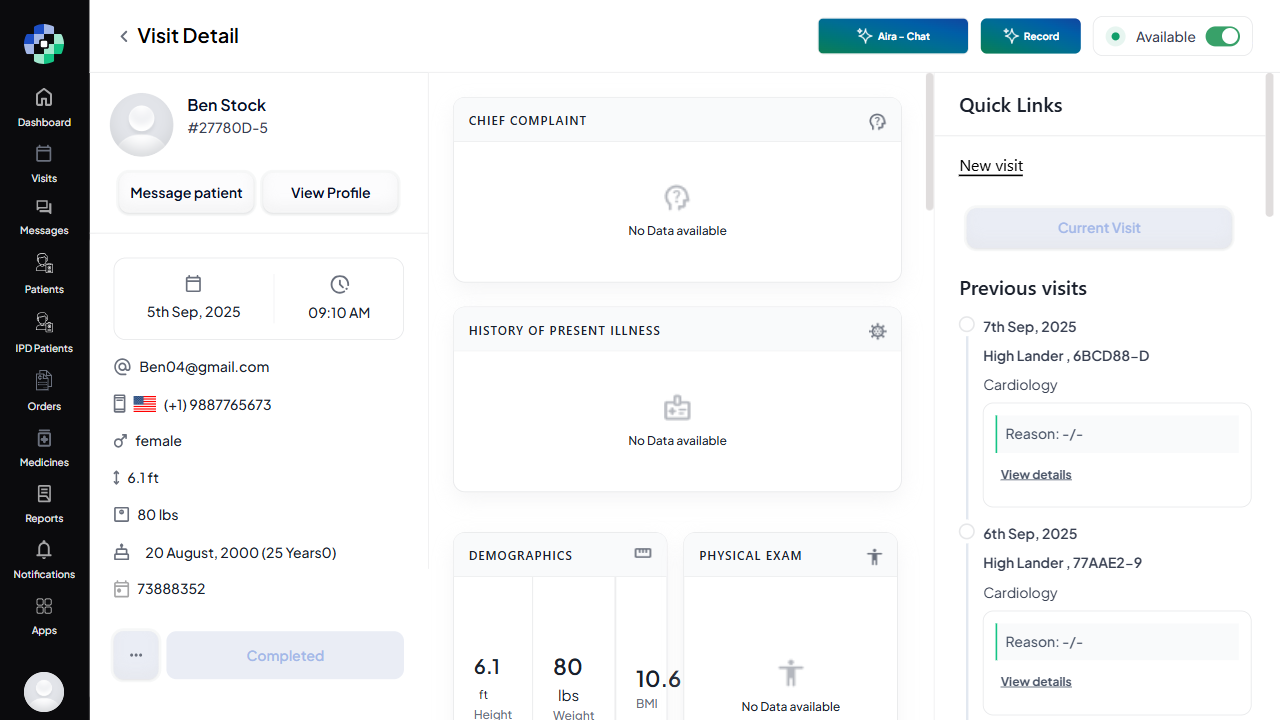 Visit Detail
Aira - Chat
Record
Available
Dashboard
Visits
Messages
Patients
IPD Patients
Orders
Medicines
Reports
Notifications
Apps
Ben Stock
#27780D-5
Message patient
View Profile
5th Sep, 2025
09:10 AM
Ben04@gmail.com
(+1) 9887765673
female
6.1 ft
80 lbs
20 August, 2000 (25 Years0)
73888352
Completed
CHIEF COMPLAINT
No Data available
HISTORY OF PRESENT ILLNESS
No Data available
DEMOGRAPHICS
6.1
ft
Height
80
lbs
Weight
10.6
BMI
PHYSICAL EXAM
No Data available
Quick Links
New visit
Current Visit
Previous visits
7th Sep, 2025
High Lander , 6BCD88-D
Cardiology
Reason: -/-
View details
6th Sep, 2025
High Lander , 77AAE2-9
Cardiology
Reason: -/-
View details